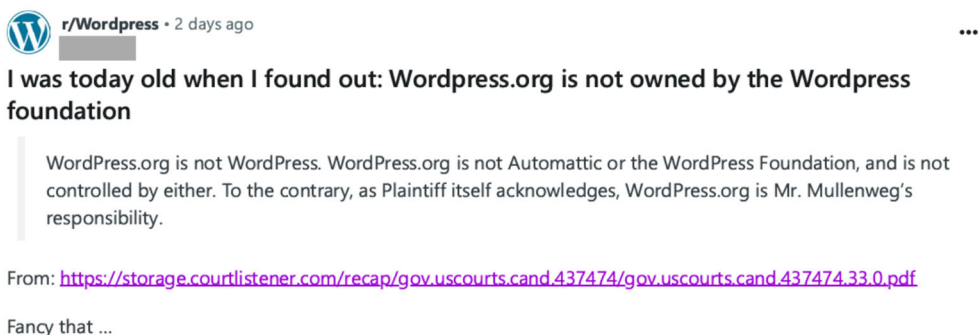 r/Wordpress • 2 days ago
I was today old when I found out: Wordpress.org is not owned by the Wordpress
foundation
WordPress.org is not WordPress. WordPress.org is not Automattic or the WordPress Foundation, and is not
controlled by either. To the contrary, as Plaintiff itself acknowledges, WordPress.org is Mr. Mullenweg's
responsibility.
From: https://storage.courtlistener.com/recap/gov.uscourts.cand.437474/gov.uscourts.cand.437474.33.0.pdf
Fancy that ...